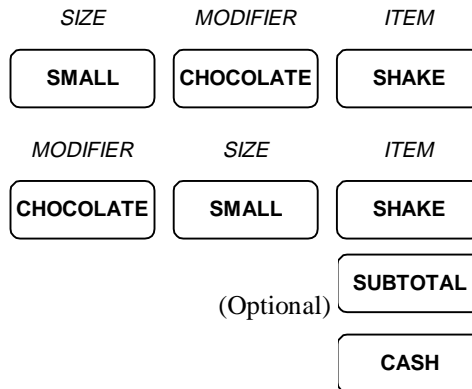 SIZE MODIFIER ITEM
SMALL CHOCOLATE SHAKE
MODIFIER SIZE ITEM
CHOCOLATE SMALL SHAKE
SUBTOTAL
(Optional)
CASH